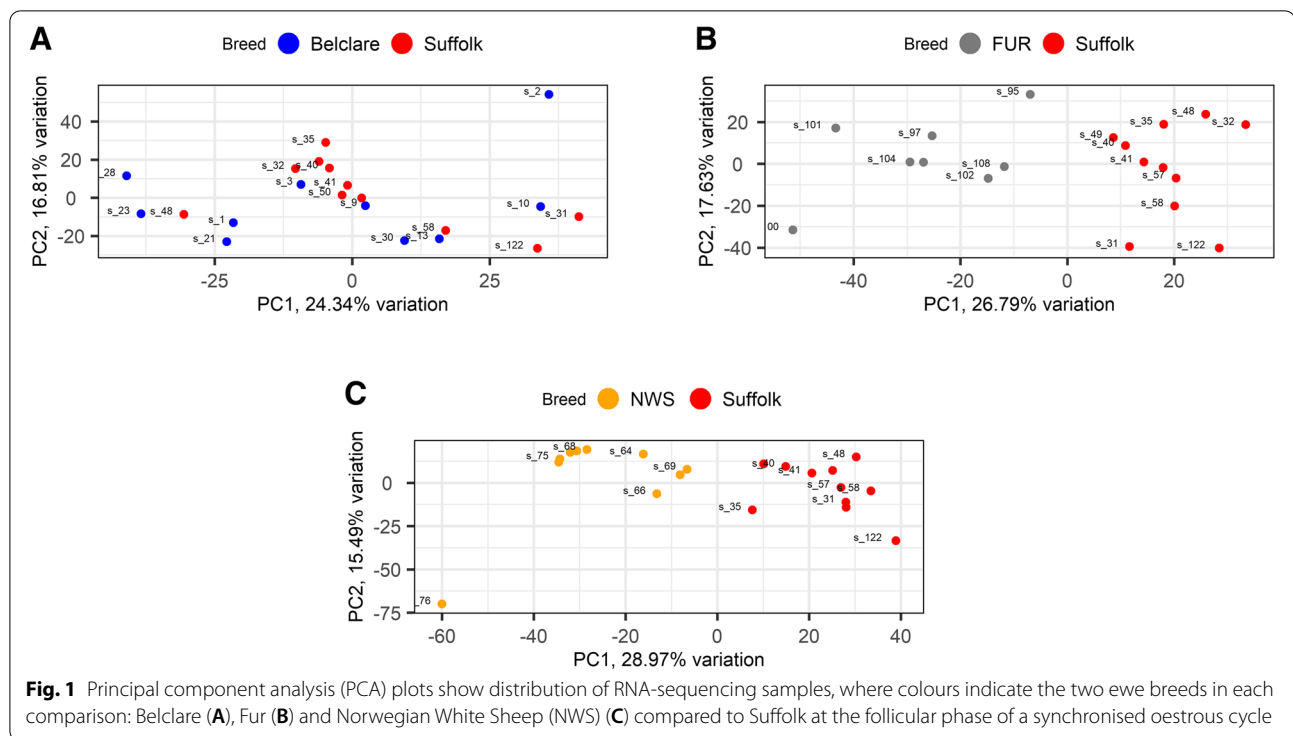 A
Breed Belclare Suffolk
PC2, 16.81% variation
40
20
0
-20
s_2
s_35
s_32
s_40
_28
s_3
s_41
s_50
s_9
s_23
s_48
s_1
s_10
s_31
s_21
s_30
s_58
s_13
s_122
-25
0
25
PC1, 24.34% variation
B
Breed FUR Suffolk
PC2, 17.63% variation
20
0
-20
-40
s_95
s_101
s_97
s_48
s_35
s_32
s_49
s_40
s_104
s_108
s_41
s_102
s_57
s_58
00
s_31
s_122
-40
-20
0
20
PC1, 26.79% variation
C
Breed NWS Suffolk
PC2, 15.49% variation
0
-25
-50
-75
s_68
s_75
s_64
s_69
s_66
s_40
s_41
s_48
s_57
s_58
s_31
s_35
s_122
_76
-60
-40
-20
0
20
40
PC1, 28.97% variation
Fig. 1 Principal component analysis (PCA) plots show distribution of RNA-sequencing samples, where colours indicate the two ewe breeds in each
comparison: Belclare (A), Fur (B) and Norwegian White Sheep (NWS) (C) compared to Suffolk at the follicular phase of a synchronised oestrous cycle